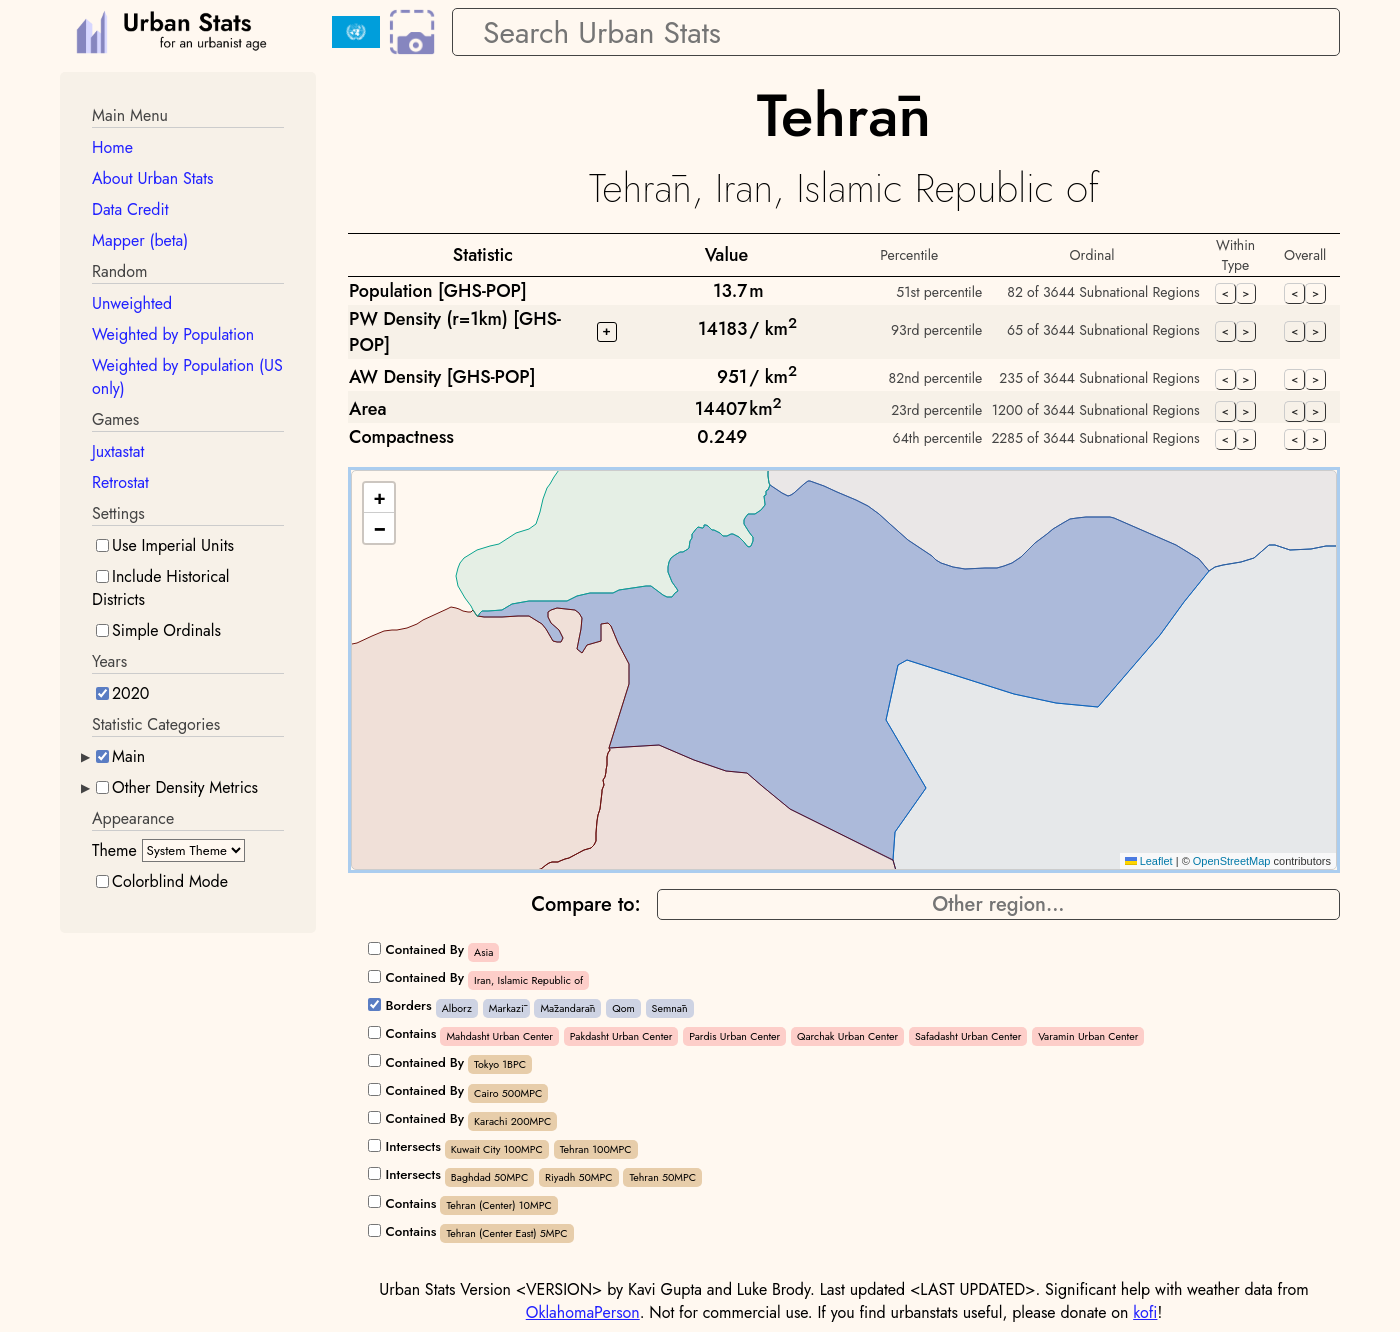 Urban Stats
for an urbanist age
Search Urban Stats
Main Menu
Home
About Urban Stats
Data Credit
Mapper (beta)
Random
Unweighted
Weighted by Population
Weighted by Population (US
only)
Games
Juxtastat
Retrostat
Settings
Use Imperial Units
Include Historical
Districts
Simple Ordinals
Years
2020
Statistic Categories
▶ Main
▶ Other Density Metrics
Appearance
Theme System Theme
Colorblind Mode
Tehran̄
Tehran̄, Iran, Islamic Republic of
Statistic Value Percentile Ordinal Within Type Overall
Population [GHS-POP] 13.7 m 51st percentile 82 of 3644 Subnational Regions < > < >
PW Density (r=1km) [GHS-POP] + 14183 / km² 93rd percentile 65 of 3644 Subnational Regions < > < >
AW Density [GHS-POP] 951 / km² 82nd percentile 235 of 3644 Subnational Regions < > < >
Area 14407 km² 23rd percentile 1200 of 3644 Subnational Regions < > < >
Compactness 0.249 64th percentile 2285 of 3644 Subnational Regions < > < >
+
−
Leaflet | © OpenStreetMap contributors
Compare to: Other region...
Contained By Asia
Contained By Iran, Islamic Republic of
Borders Alborz Markazī Maz̄andaran̄ Qom Semnan̄
Contains Mahdasht Urban Center Pakdasht Urban Center Pardis Urban Center Qarchak Urban Center Safadasht Urban Center Varamin Urban Center
Contained By Tokyo 1BPC
Contained By Cairo 500MPC
Contained By Karachi 200MPC
Intersects Kuwait City 100MPC Tehran 100MPC
Intersects Baghdad 50MPC Riyadh 50MPC Tehran 50MPC
Contains Tehran (Center) 10MPC
Contains Tehran (Center East) 5MPC
Urban Stats Version <VERSION> by Kavi Gupta and Luke Brody. Last updated <LAST UPDATED>. Significant help with weather data from
OklahomaPerson. Not for commercial use. If you find urbanstats useful, please donate on kofi!